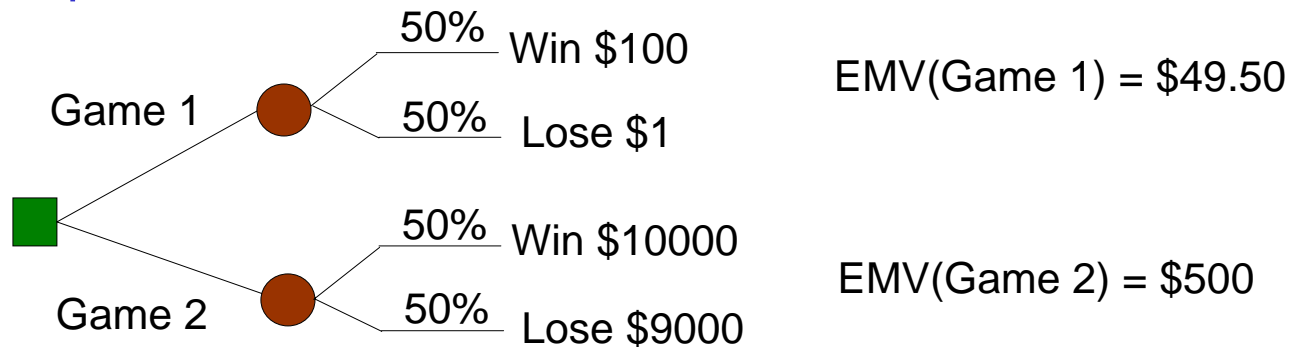 50% Win $100
EMV(Game 1) = $49.50
Game 1
50% Lose $1
50% Win $10000
EMV(Game 2) = $500
Game 2
50% Lose $9000